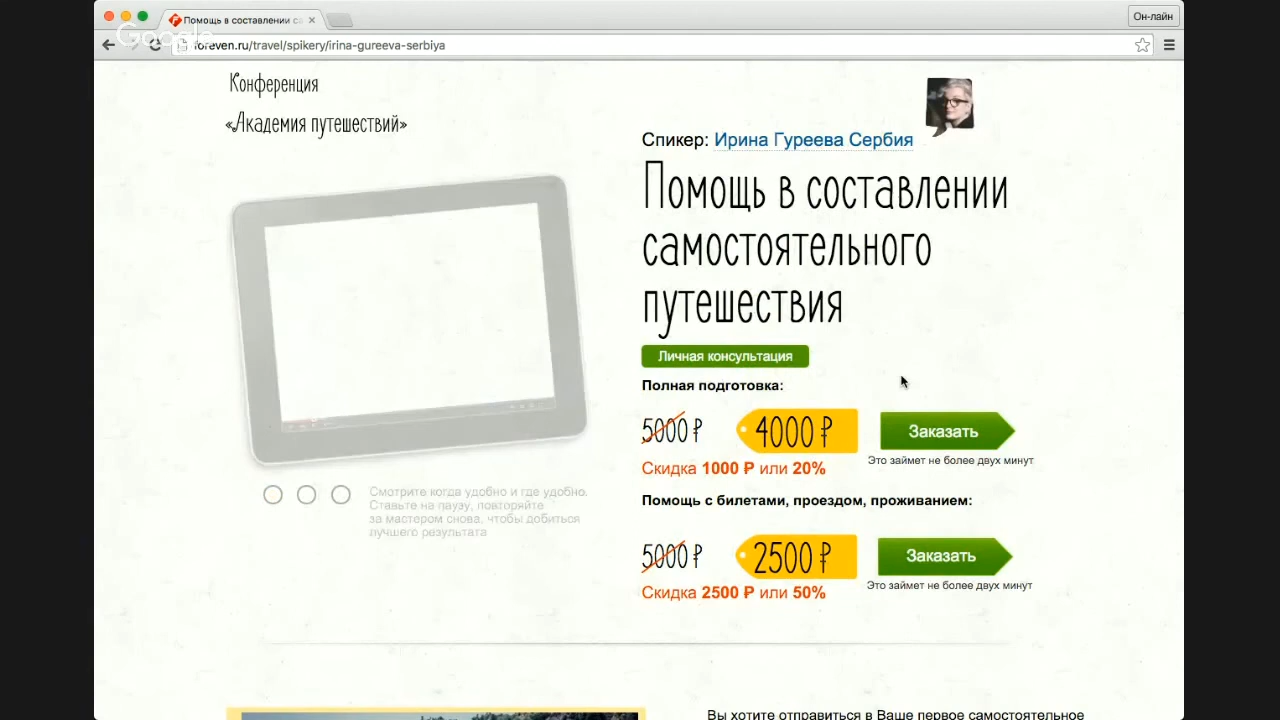 Помощь в составлении са
Он-лайн
Google
foreven.ru/travel/spikery/irina-gureeva-serbiya
Конференция
«Академия путешествий»
Спикер: Ирина Гуреева Сербия
Помощь в составлении
самостоятельного
путешествия
Личная консультация
Полная подготовка:
5000 ₽
4000 ₽
Заказать
Скидка 1000 ₽ или 20%
Это займет не более двух минут
Помощь с билетами, проездом, проживанием:
5000 ₽
2500 ₽
Заказать
Скидка 2500 ₽ или 50%
Это займет не более двух минут
Смотрите когда удобно и где удобно.
Ставьте на паузу, повторяйте
за мастером снова, чтобы добиться
лучшего результата
Вы хотите отправиться в Ваше первое самостоятельное